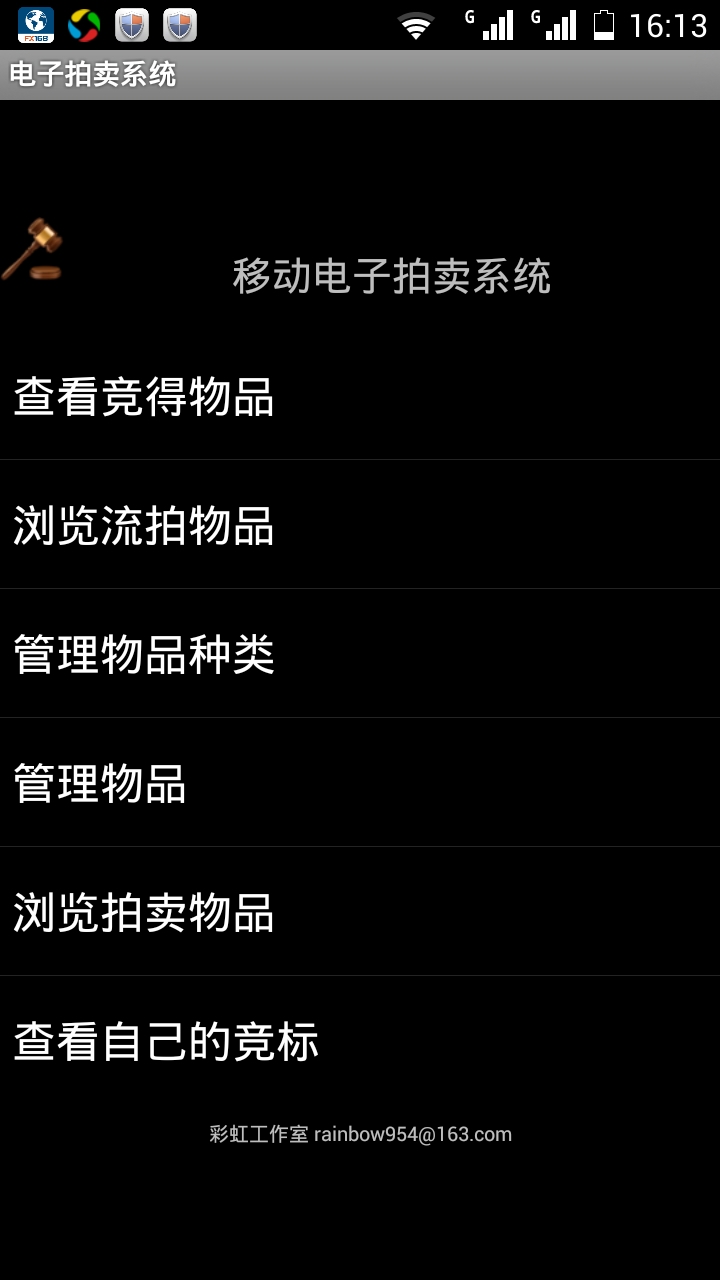 FX168
G
G
16:13
电子拍卖系统
移动电子拍卖系统
查看竞得物品
浏览流拍物品
管理物品种类
管理物品
浏览拍卖物品
查看自己的竞标
彩虹工作室 rainbow954@163.com